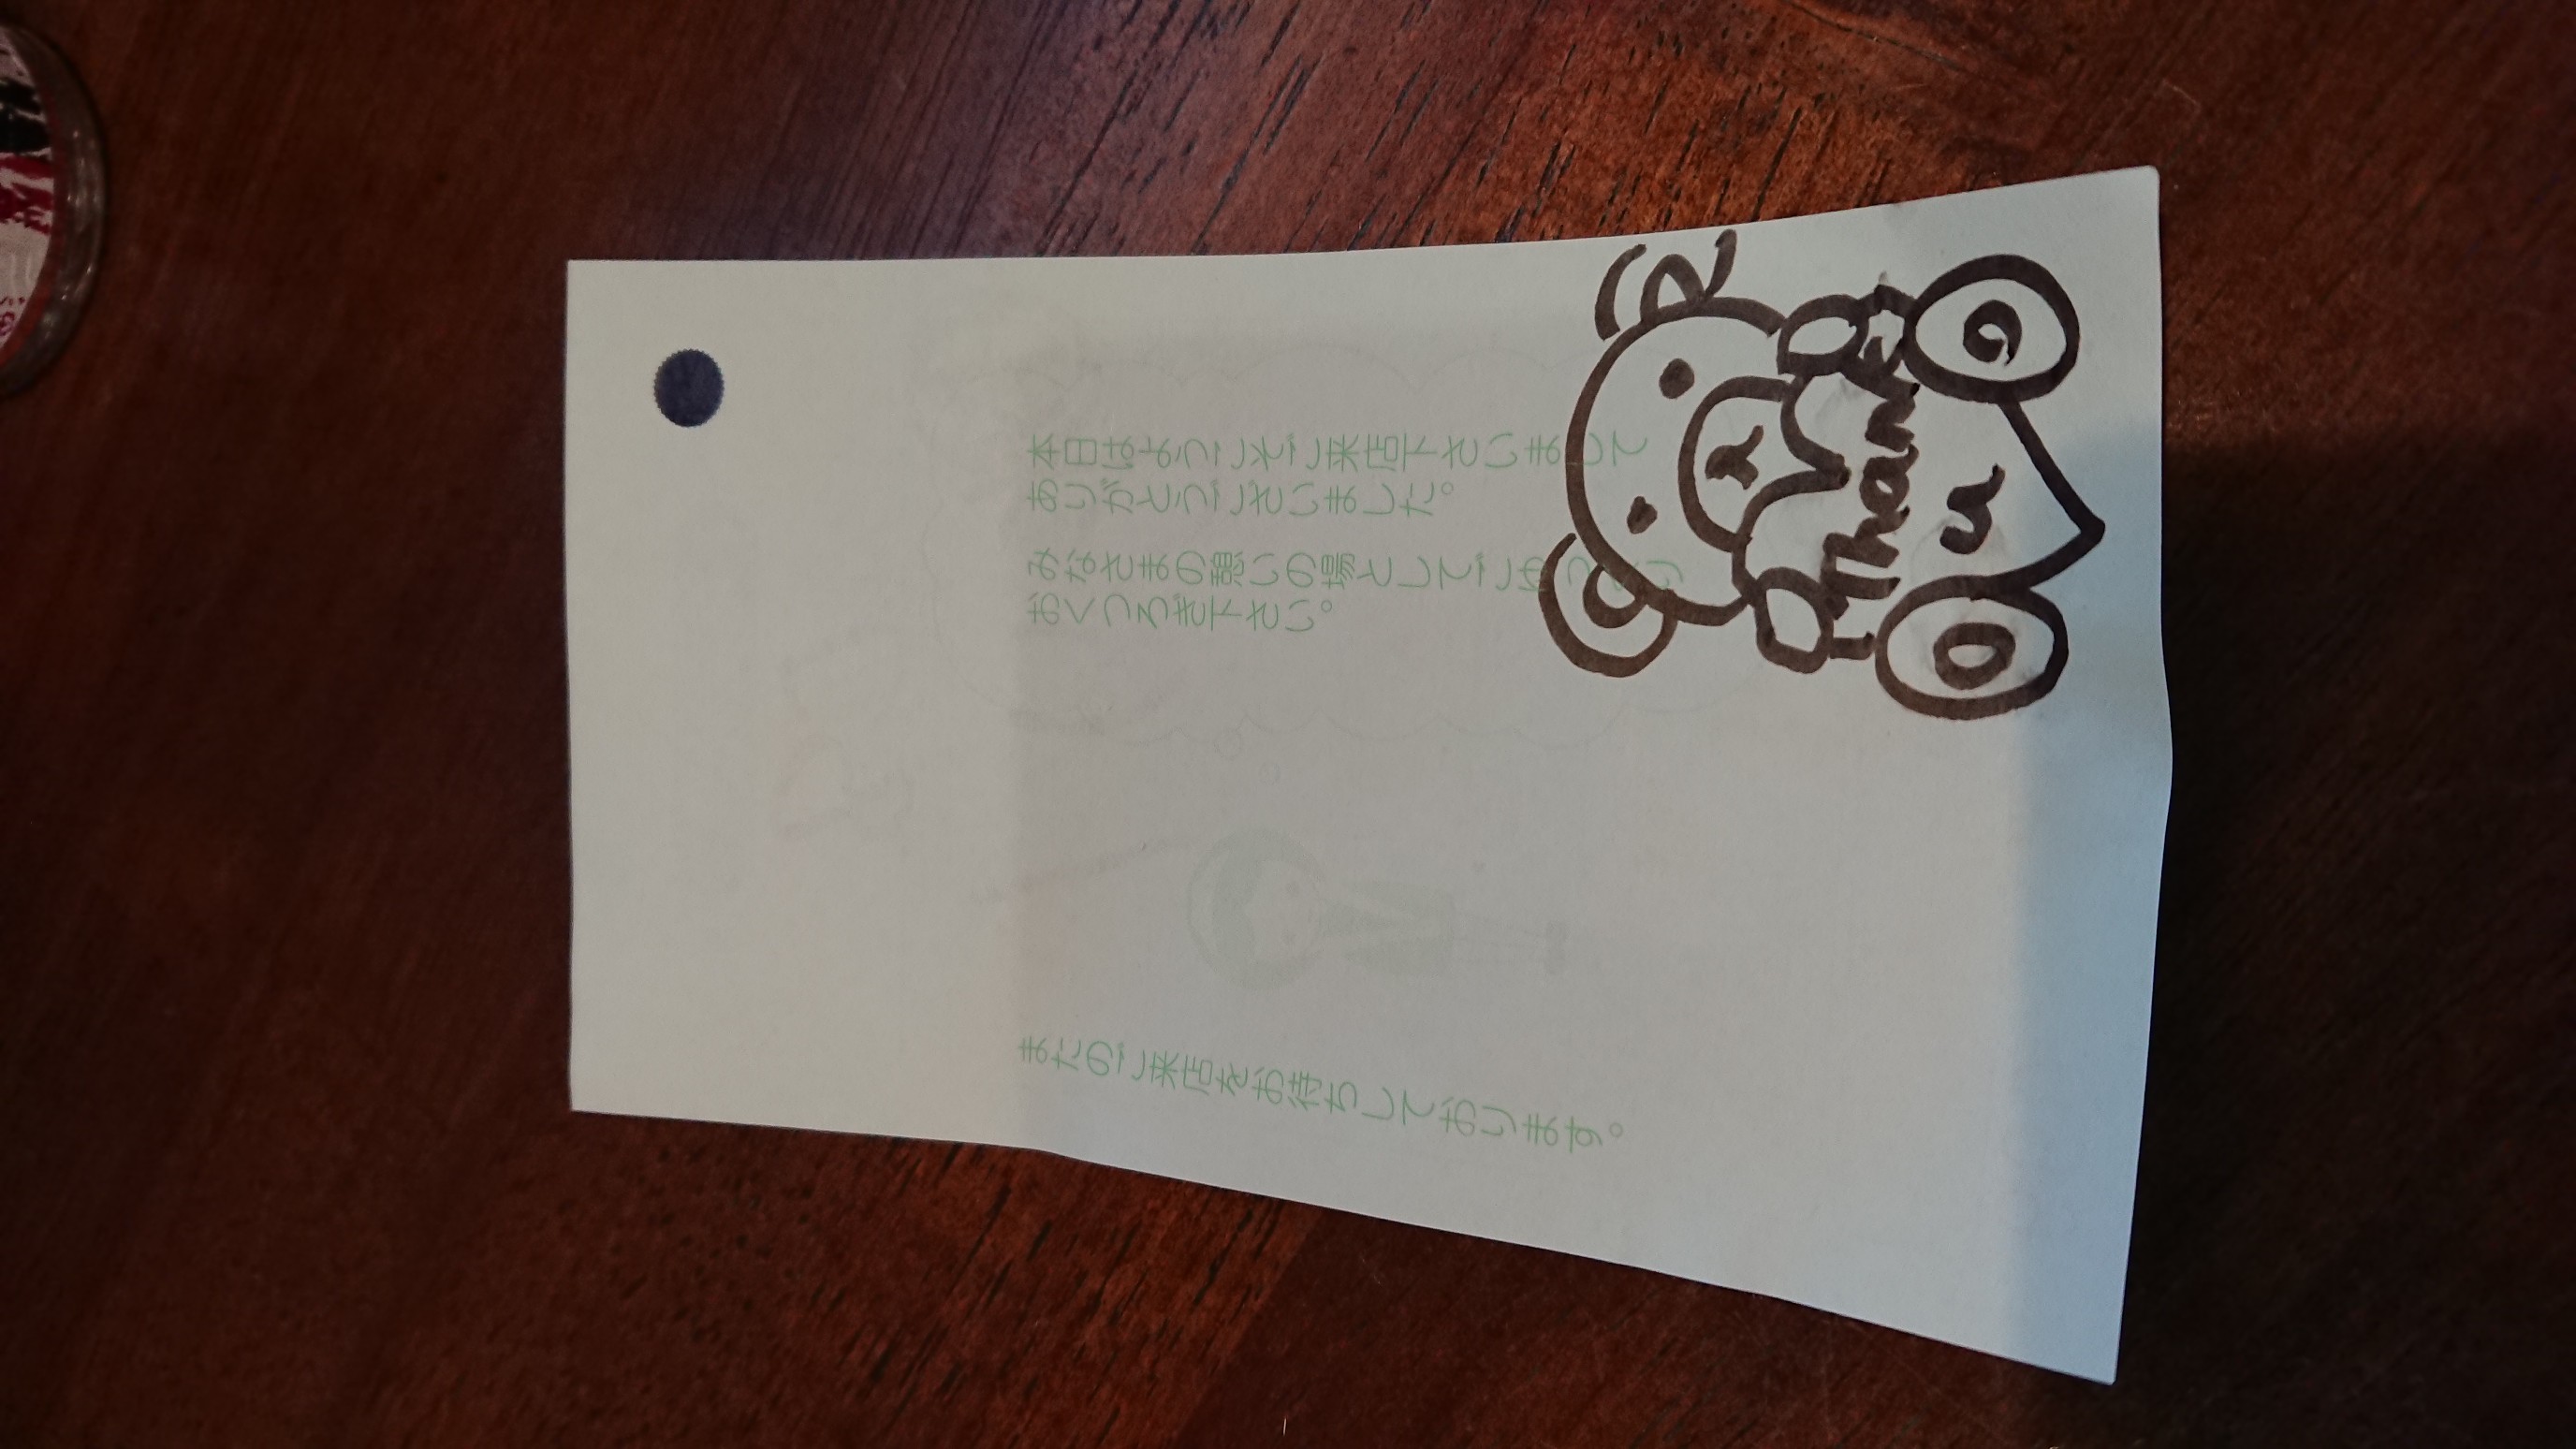 本日はようこそご来店下さいまして
ありがとうございました。
みなさまの憩いの場としてごゆっくり
おくつろぎ下さい。
Thank
u
またのご来店をお待ちしております。